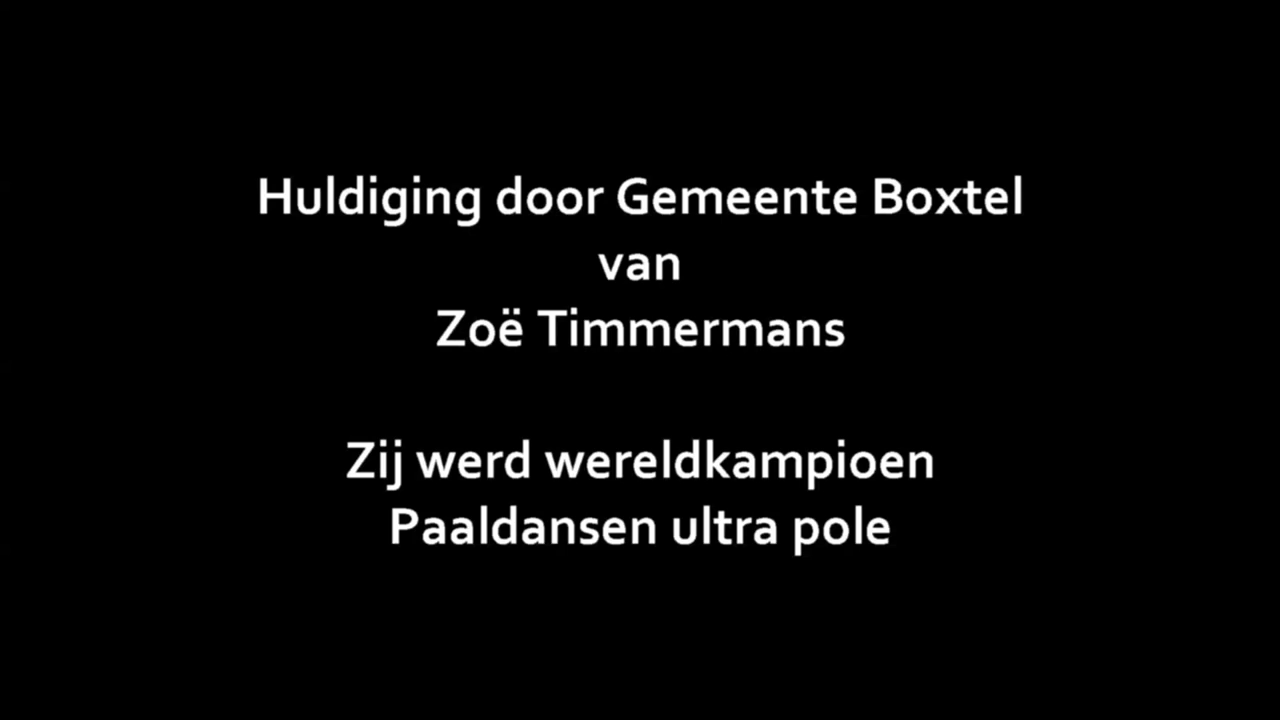 Huldiging door Gemeente Boxtel
van
Zoë Timmermans
Zij werd wereldkampioen
Paaldansen ultra pole